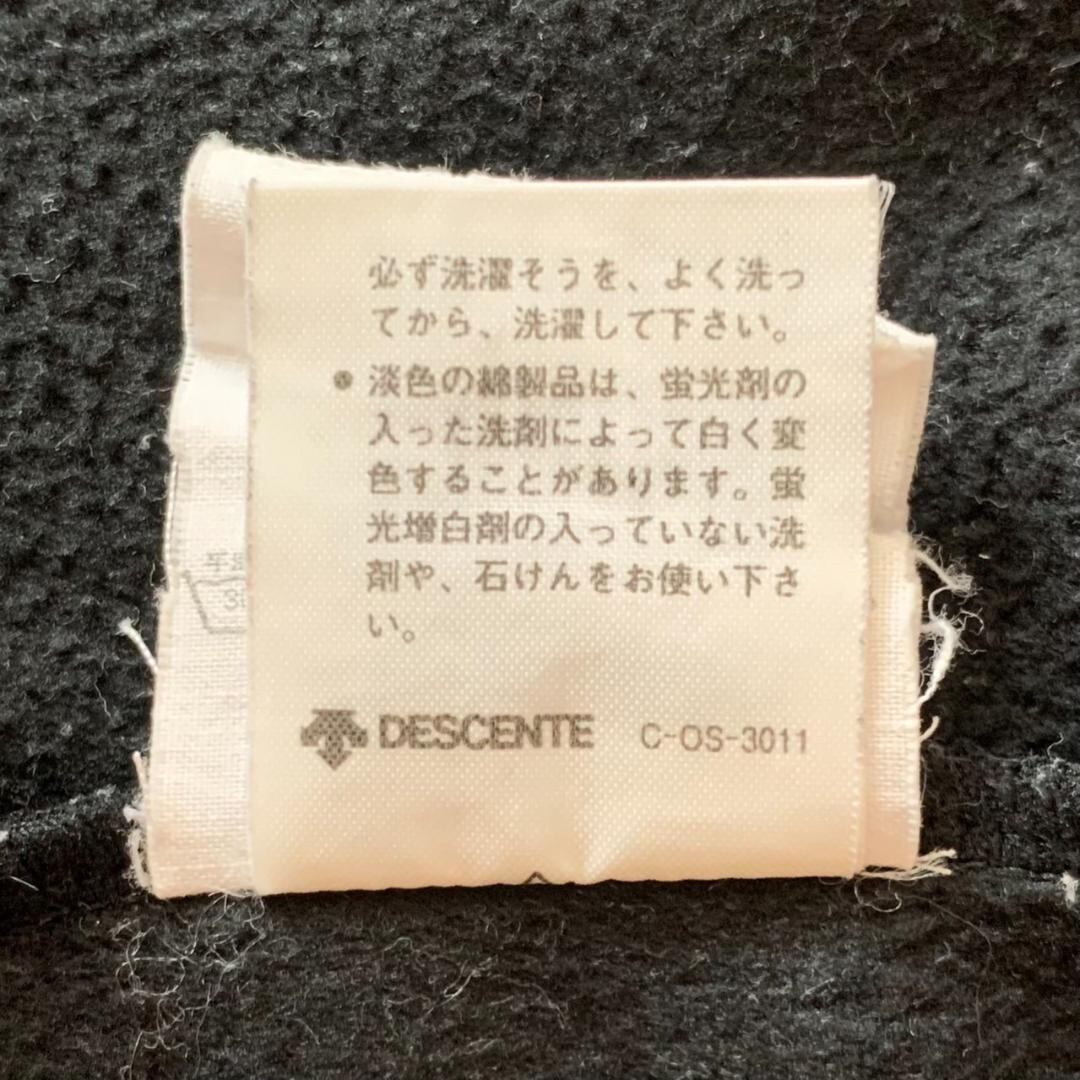 必ず洗濯そうを、よく洗っ
てから、洗濯して下さい。
● 淡色の綿製品は、蛍光剤の
入った洗剤によって白く変
色することがあります。蛍
光増白剤の入っていない洗
剤や、石けんをお使い下さ
い。
DESCENTE C-OS-3011